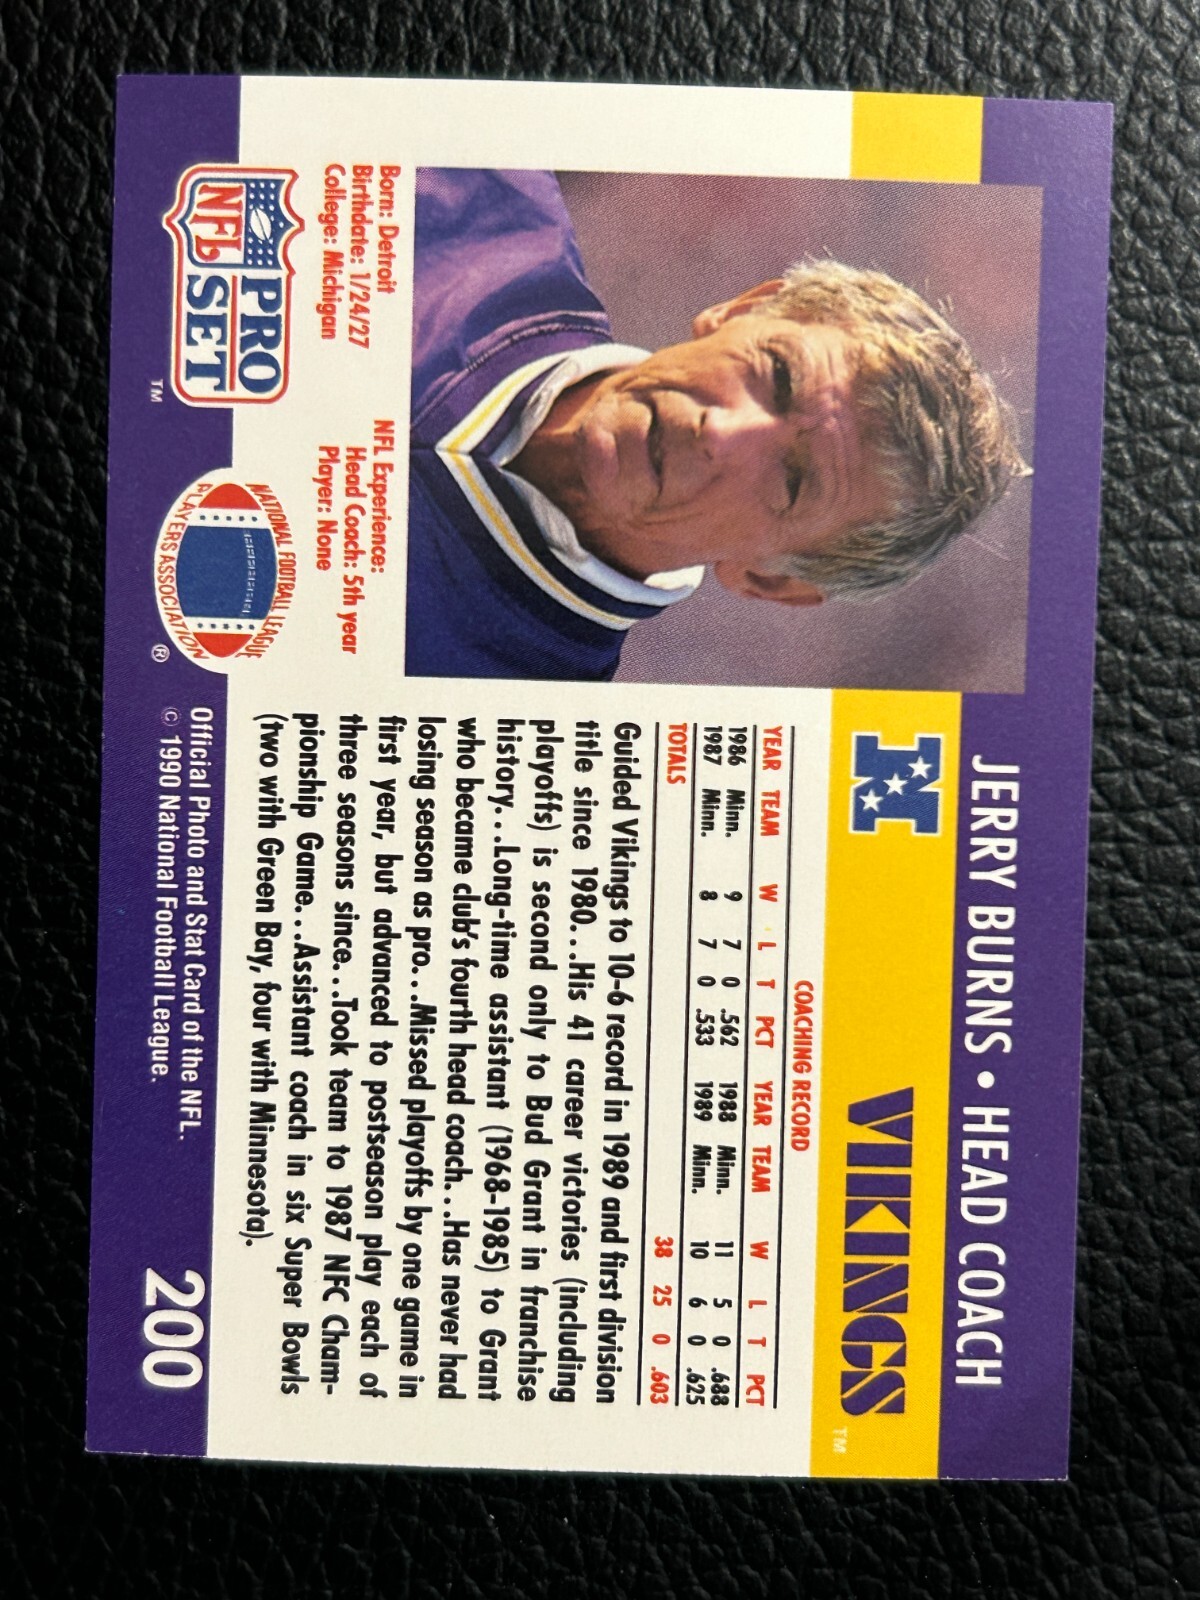 JERRY BURNS • HEAD COACH
N
VIKINGS
TM
COACHING RECORD
YEAR TEAM W L T PCT YEAR TEAM W L T PCT
1986 Minn. 9 7 0 .562 1988 Minn. 11 5 0 .688
1987 Minn. 8 7 0 .533 1989 Minn. 10 6 0 .625
TOTALS 38 25 0 .603
Guided Vikings to 10-6 record in 1989 and first division
title since 1980...His 41 career victories (including
playoffs) is second only to Bud Grant in franchise
history...Long-time assistant (1968-1985) to Grant
who became club's fourth head coach...Has never had
losing season as pro...Missed playoffs by one game in
first year, but advanced to postseason play each of
three seasons since...Took team to 1987 NFC Cham-
pionship Game...Assistant coach in six Super Bowls
(two with Green Bay, four with Minnesota).
Born: Detroit
Birthdate: 1/24/27
College: Michigan
NFL Experience:
Head Coach: 5th year
Player: None
NFL
PRO
SET
TM
NATIONAL FOOTBALL LEAGUE
PLAYERS ASSOCIATION
®
Official Photo and Stat Card of the NFL.
© 1990 National Football League.
200